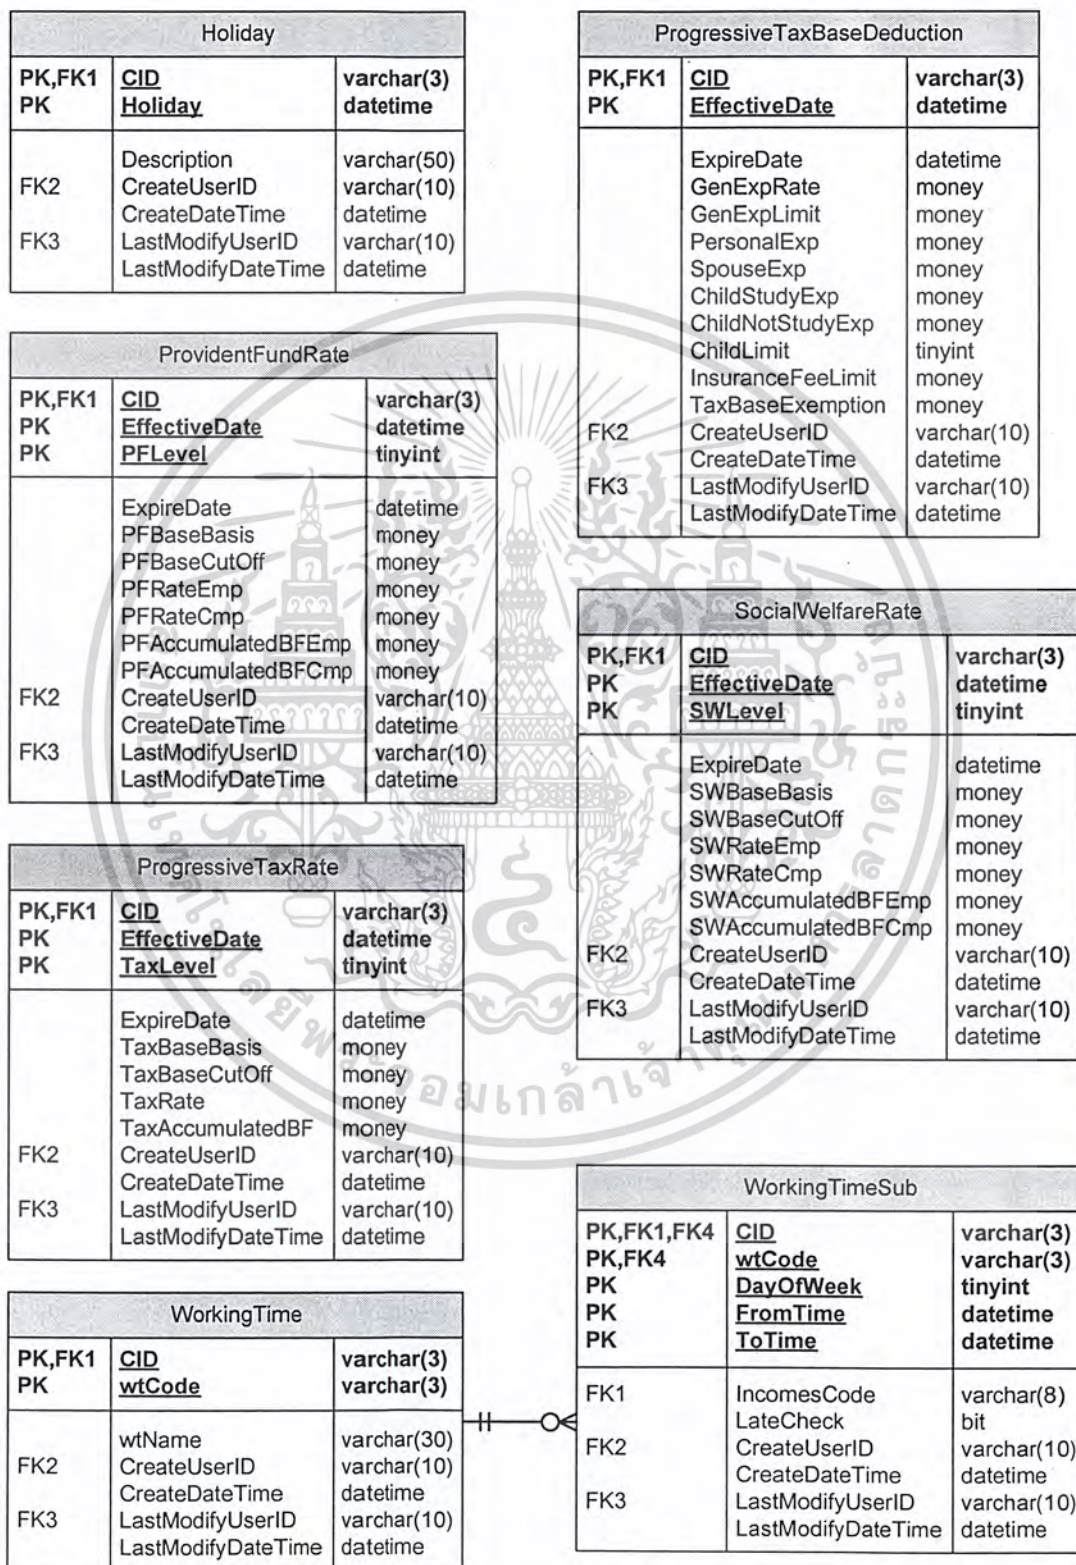 Holiday
PK,FK1 CID varchar(3)
PK Holiday datetime
Description varchar(50)
FK2 CreateUserID varchar(10)
CreateDateTime datetime
FK3 LastModifyUserID varchar(10)
LastModifyDateTime datetime
ProgressiveTaxBaseDeduction
PK,FK1 CID varchar(3)
PK EffectiveDate datetime
ExpireDate datetime
GenExpRate money
GenExpLimit money
PersonalExp money
SpouseExp money
ChildStudyExp money
ChildNotStudyExp money
ChildLimit tinyint
InsuranceFeeLimit money
TaxBaseExemption money
FK2 CreateUserID varchar(10)
CreateDateTime datetime
FK3 LastModifyUserID varchar(10)
LastModifyDateTime datetime
ProvidentFundRate
PK,FK1 CID varchar(3)
PK EffectiveDate datetime
PK PFLevel tinyint
ExpireDate datetime
PFBaseBasis money
PFBaseCutOff money
PFRateEmp money
PFRateCmp money
PFAccumulatedBFEmp money
PFAccumulatedBFCmp money
FK2 CreateUserID varchar(10)
CreateDateTime datetime
FK3 LastModifyUserID varchar(10)
LastModifyDateTime datetime
SocialWelfareRate
PK,FK1 CID varchar(3)
PK EffectiveDate datetime
PK SWLevel tinyint
ExpireDate datetime
SWBaseBasis money
SWBaseCutOff money
SWRateEmp money
SWRateCmp money
SWAccumulatedBFEmp money
SWAccumulatedBFCmp money
FK2 CreateUserID varchar(10)
CreateDateTime datetime
FK3 LastModifyUserID varchar(10)
LastModifyDateTime datetime
ProgressiveTaxRate
PK,FK1 CID varchar(3)
PK EffectiveDate datetime
PK TaxLevel tinyint
ExpireDate datetime
TaxBaseBasis money
TaxBaseCutOff money
TaxRate money
TaxAccumulatedBF money
FK2 CreateUserID varchar(10)
CreateDateTime datetime
FK3 LastModifyUserID varchar(10)
LastModifyDateTime datetime
WorkingTime
PK,FK1 CID varchar(3)
PK wtCode varchar(3)
wtName varchar(30)
FK2 CreateUserID varchar(10)
CreateDateTime datetime
FK3 LastModifyUserID varchar(10)
LastModifyDateTime datetime
WorkingTimeSub
PK,FK1,FK4 CID varchar(3)
PK,FK4 wtCode varchar(3)
PK DayOfWeek tinyint
PK FromTime datetime
PK ToTime datetime
FK1 IncomesCode varchar(8)
LateCheck bit
FK2 CreateUserID varchar(10)
CreateDateTime datetime
FK3 LastModifyUserID varchar(10)
LastModifyDateTime datetime